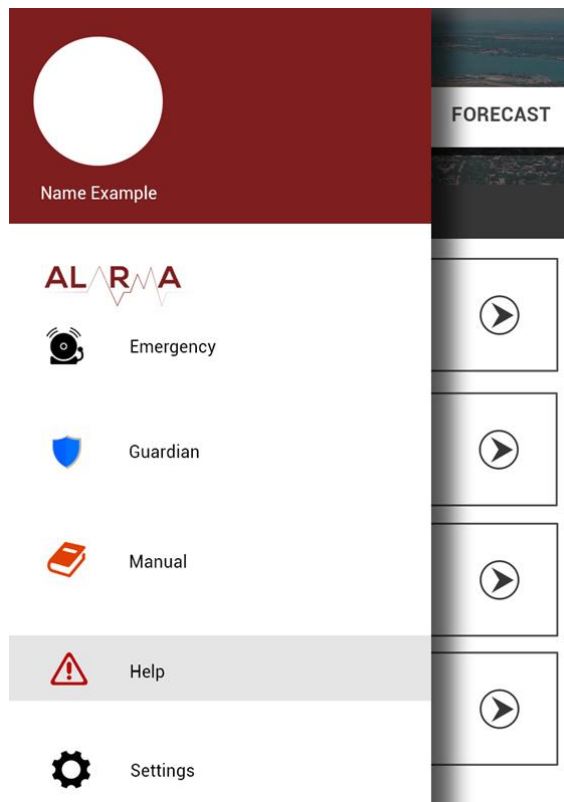 FORECAST
Name Example
ALARMA
Emergency
Guardian
Manual
Help
Settings